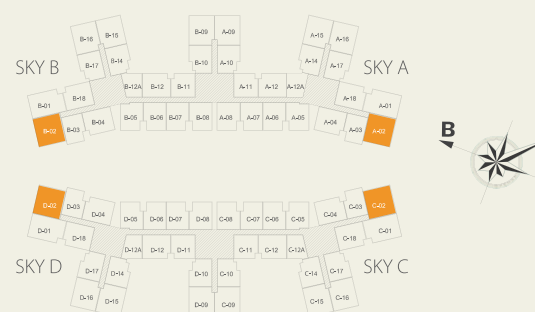 B-09 A-09
B-16 B-15 A-15 A-16
B-17 B-14 B-10 A-10 A-14 A-17
SKY B SKY A
B-12A B-12 B-11 A-11 A-12 A-12A
B-01 B-18 A-18 A-01
B-02 B-03 B-04 B-05 B-06 B-07 B-08 A-08 A-07 A-06 A-05 A-04 A-03 A-02
B
D-02 D-03 D-04 D-05 D-06 D-07 D-08 C-08 C-07 C-06 C-05 C-04 C-03 C-02
D-01 D-18 C-18 C-01
D-12A D-12 D-11 C-11 C-12 C-12A
SKY D SKY C
D-17 D-14 D-10 C-10 C-14 C-17
D-16 D-15 C-15 C-16
D-09 C-09